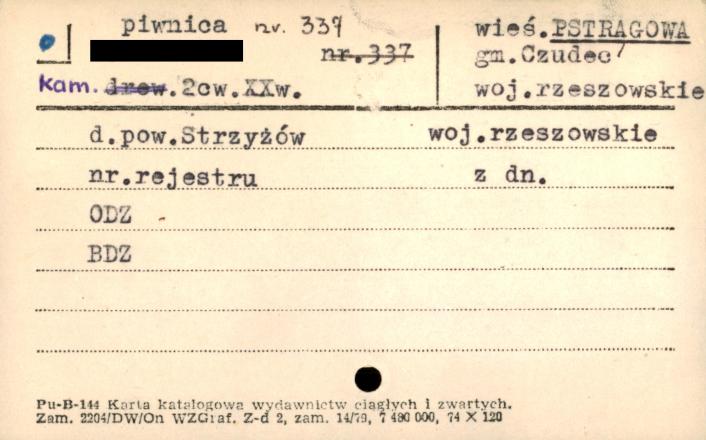 piwnica nr. 339 wieś.PSTRAGOWA
nr.337 gm.Czudec
kam. drew.2cw.XXw. woj.rzeszowskie
d.pow.Strzyżów woj.rzeszowskie
nr.rejestru z dn.
ODZ
BDZ
Pu-B-144 Karta katalogowa wydawnictw ciągłych i zwartych.
Zam. 2204/DW/On WZGraf. Z-d 2, zam. 14/79, 7 480 000, 74 X 120